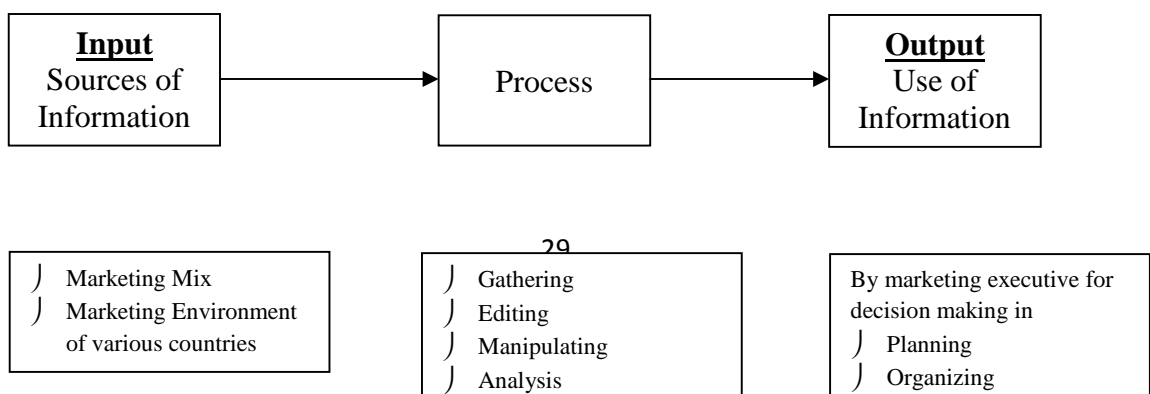 Input
Sources of
Information
Process
Output
Use of
Information
29
Marketing Mix
Marketing Environment
of various countries
Gathering
Editing
Manipulating
Analysis
By marketing executive for
decision making in
Planning
Organizing